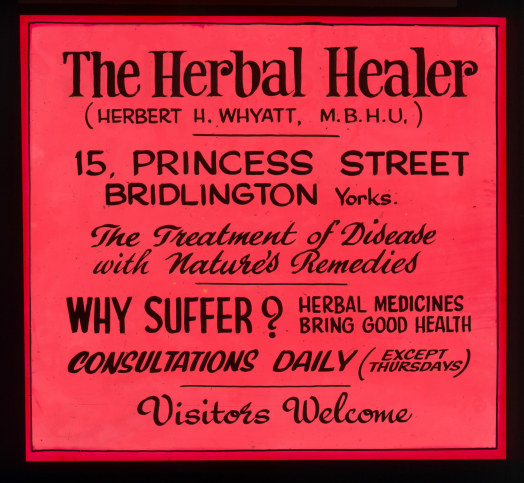 The Herbal Healer
(HERBERT H. WHYATT, M.B.H.U.)
15, PRINCESS STREET
BRIDLINGTON Yorks.
The Treatment of Disease
with Nature's Remedies
WHY SUFFER? HERBAL MEDICINES
BRING GOOD HEALTH
CONSULTATIONS DAILY (EXCEPT
THURSDAYS)
Visitors Welcome